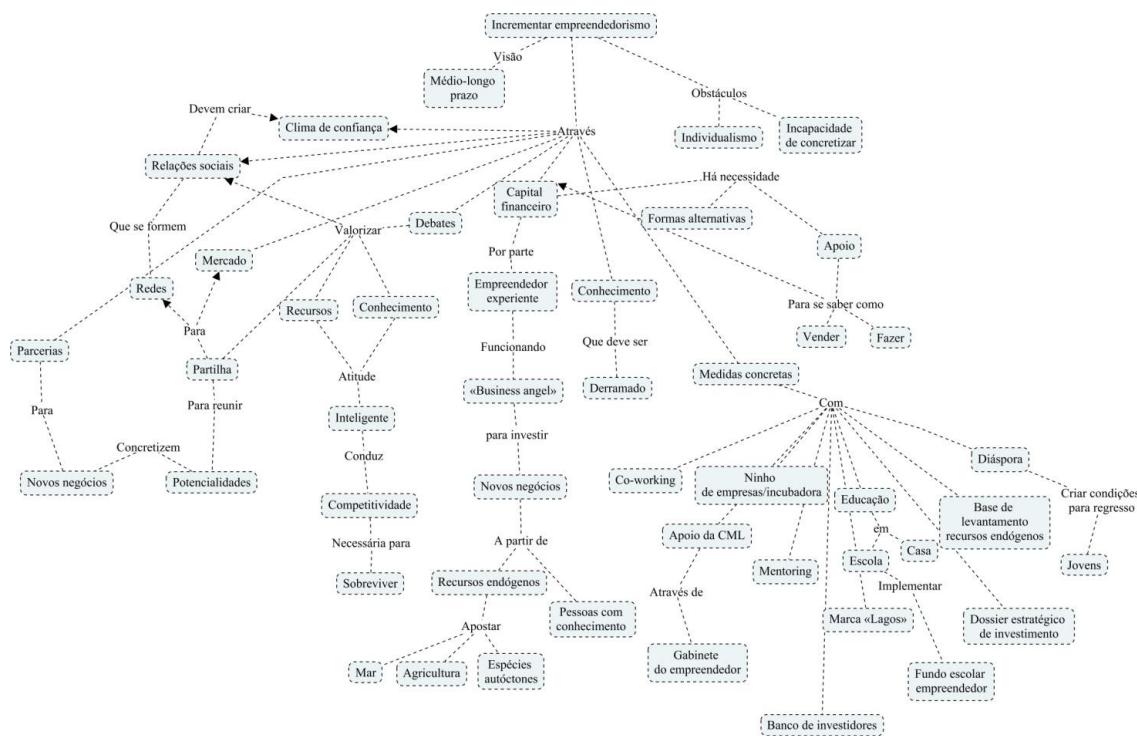 Incrementar empreendedorismo
Visão
Médio-longo
prazo
Obstáculos
Devem criar
Clima de confiança
Através
Individualismo
Incapacidade
de concretizar
Relações sociais
Há necessidade
Capital
financeiro
Formas alternativas
Que se formem
Valorizar
Debates
Apoio
Mercado
Por parte
Redes
Empreendedor
experiente
Conhecimento
Recursos
Conhecimento
Para se saber como
Para
Vender
Fazer
Parcerias
Partilha
Funcionando
Que deve ser
Atitude
Medidas concretas
«Business angel»
Derramado
Para
Para reunir
Com
Inteligente
para investir
Concretizem
Conduz
Diáspora
Novos negócios
Potencialidades
Novos negócios
Co-working
Ninho
de empresas/incubadora
Educação
Criar condições
para regresso
Competitividade
Base de
levantamento
recursos endógenos
em
Apoio da CML
Casa
Necessária para
A partir de
Escola
Jovens
Mentoring
Sobreviver
Recursos endógenos
Através de
Implementar
Pessoas com
conhecimento
Marca «Lagos»
Dossier estratégico
de investimento
Apostar
Gabinete
do empreendedor
Mar
Agricultura
Espécies
autóctones
Fundo escolar
empreendedor
Banco de investidores